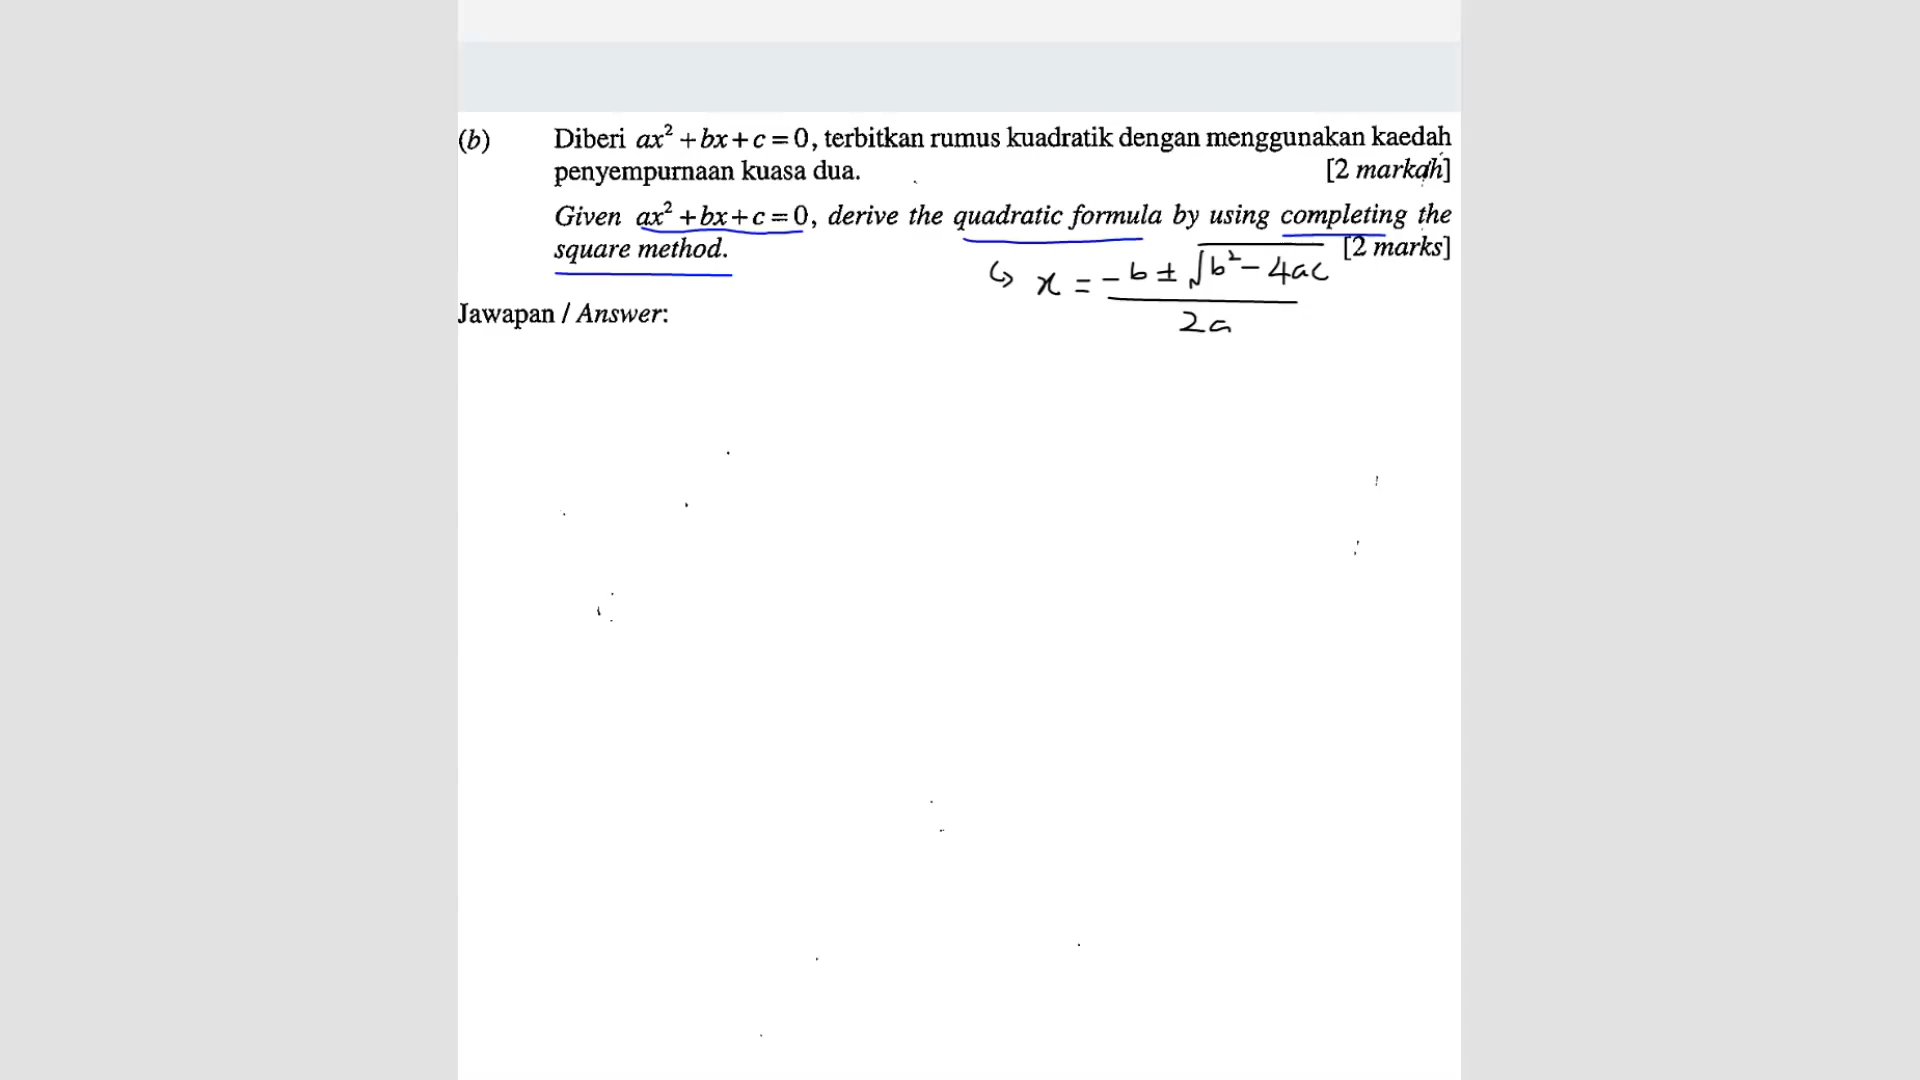 (b) Diberi ax² + bx + c = 0, terbitkan rumus kuadratik dengan menggunakan kaedah
penyempurnaan kuasa dua. [2 markah]
Given ax² + bx + c = 0, derive the quadratic formula by using completing the
square method. [2 marks]
↪ x = -b ± √b² - 4ac
2a
Jawapan / Answer: